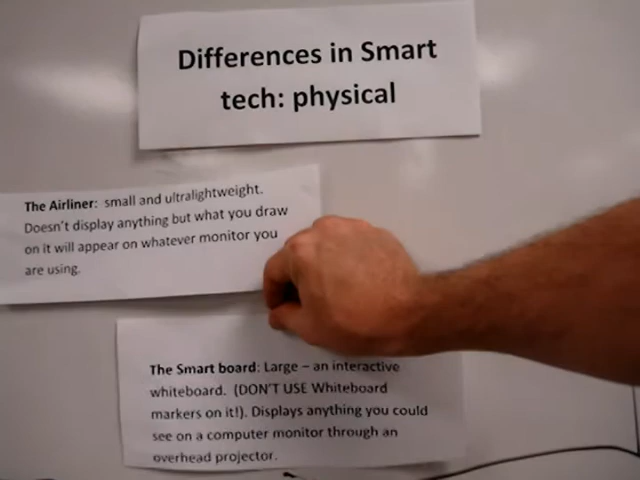 Differences in Smart
tech: physical
The Airliner: small and ultralightweight.
Doesn't display anything but what you draw
on it will appear on whatever monitor you
are using.
The Smart board: Large – an interactive
whiteboard. (DON'T USE Whiteboard
markers on it!). Displays anything you could
see on a computer monitor through an
overhead projector.